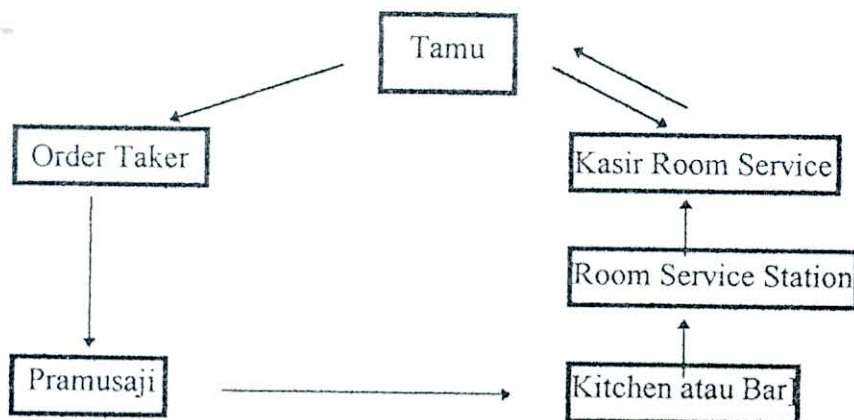 Tamu
Order Taker
Kasir Room Service
Room Service Station
Pramusaji
Kitchen atau Bar